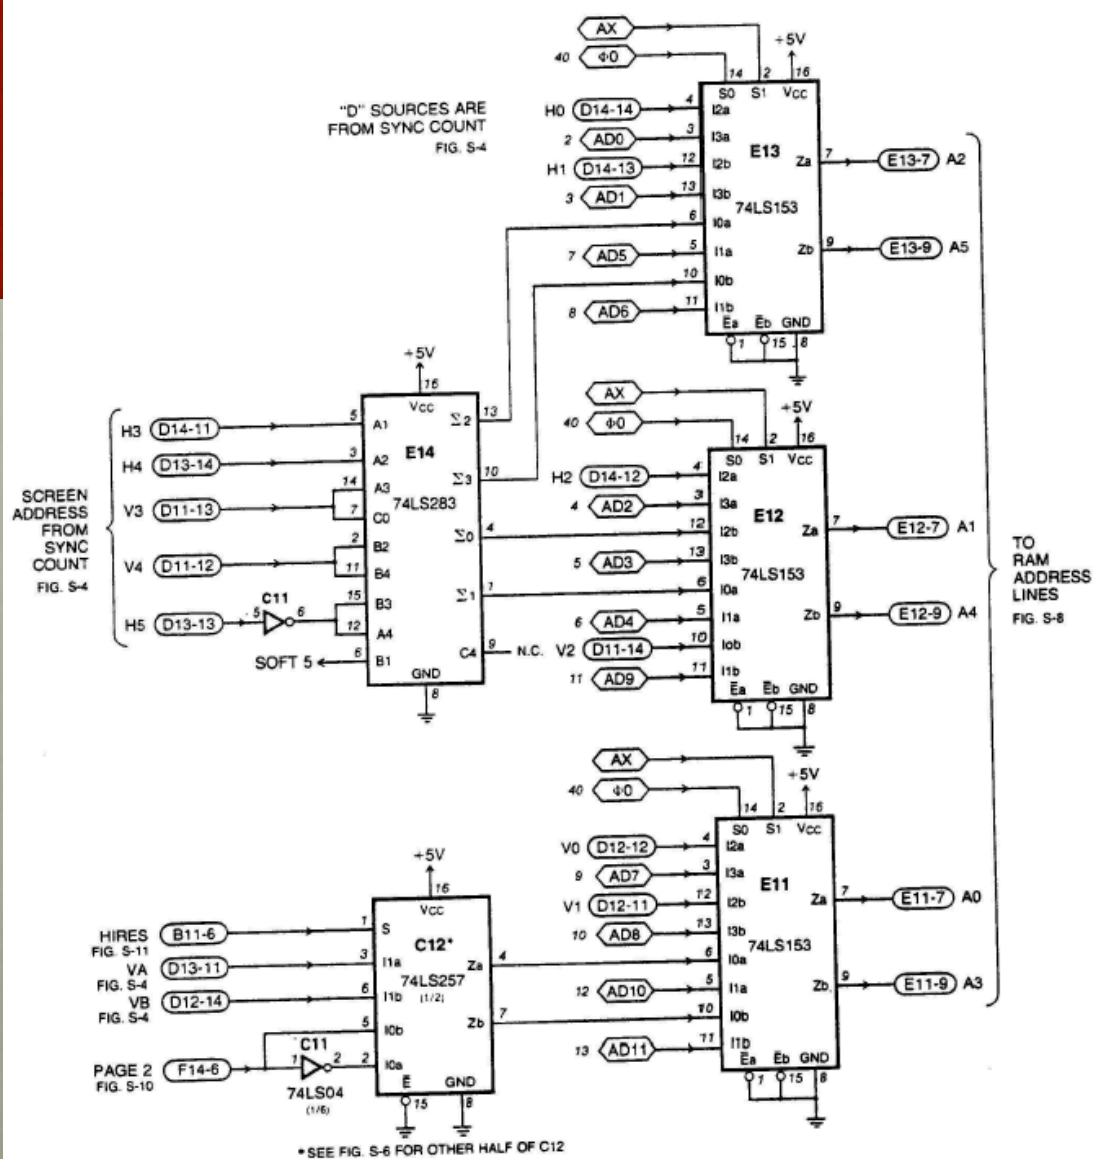 AX
40 Φ0
+5V
14 2 16
S0 S1 VCC
"D" SOURCES ARE
FROM SYNC COUNT
FIG. S-4
H0 D14-14 4 I2a
2 AD0 3 I3a
E13
H1 D14-13 12 I2b
Za 7 E13-7 A2
3 AD1 13 I3b
74LS153
6 I0a
7 AD5 5 I1a
Zb 9 E13-9 A5
10 I0b
8 AD6 11 I1b
Ea Eb GND
1 15 8
+5V
16
VCC
H3 D14-11 5 A1
Σ2 13
E14
H4 D13-14 3 A2
Σ3 10
14 A3
74LS283
V3 D11-13 7 C0
Σ0 4
2 B2
V4 D11-12 11 B4
Σ1 1
C11
15 B3
H5 D13-13 5 6 12 A4
SOFT 5 6 B1
C4 9 N.C.
GND
8
SCREEN
ADDRESS
FROM
SYNC
COUNT
FIG. S-4
AX
40 Φ0
+5V
14 2 16
S0 S1 VCC
H2 D14-12 4 I2a
4 AD2 3 I3a
E12
12 I2b
Za 7 E12-7 A1
5 AD3 13 I3b
74LS153
6 I0a
6 AD4 5 I1a
Zb 9 E12-9 A4
V2 D11-14 10 Iob
11 AD9 11 I1b
Ea Eb GND
1 15 8
TO
RAM
ADDRESS
LINES
FIG. S-8
AX
40 Φ0
+5V
14 2 16
S0 S1 VCC
V0 D12-12 4 I2a
9 AD7 3 I3a
E11
V1 D12-11 12 I2b
Za 7 E11-7 A0
10 AD8 13 I3b
74LS153
6 I0a
12 AD10 5 I1a
Zb. 9 E11-9 A3
10 I0b
13 AD11 11 I1b
Ea Eb GND
1 15 8
+5V
16
VCC
HIRES B11-6 1 S
FIG. S-11
C12*
VA D13-11 3 I1a
FIG. S-4
Za 4
74LS257
(1/2)
VB D12-14 6 I1b
FIG. S-4
Zb 7
5 I0b
C11
PAGE 2 F14-6 1 2 2 I0a
FIG. S-10
74LS04
(1/6)
E GND
15 8
*SEE FIG. S-6 FOR OTHER HALF OF C12